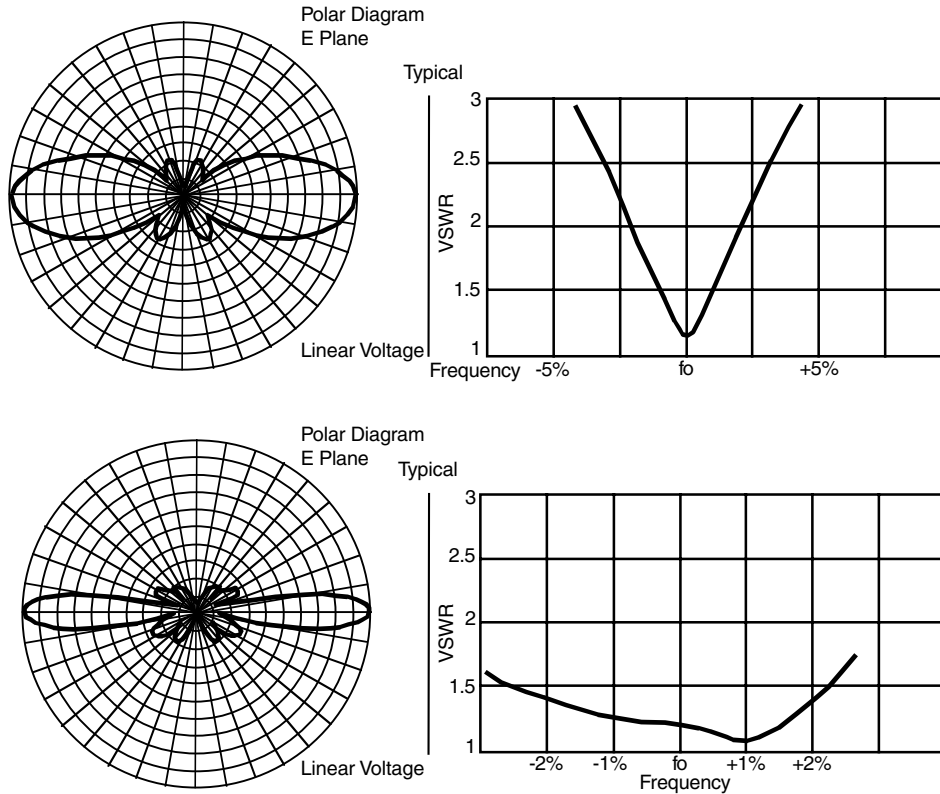 Polar Diagram
E Plane
Typical
3
2.5
2
1.5
1
VSWR
Linear Voltage
Frequency -5% fo +5%
Polar Diagram
E Plane
Typical
3
2.5
2
1.5
1
VSWR
Linear Voltage
-2% -1% fo +1% +2%
Frequency